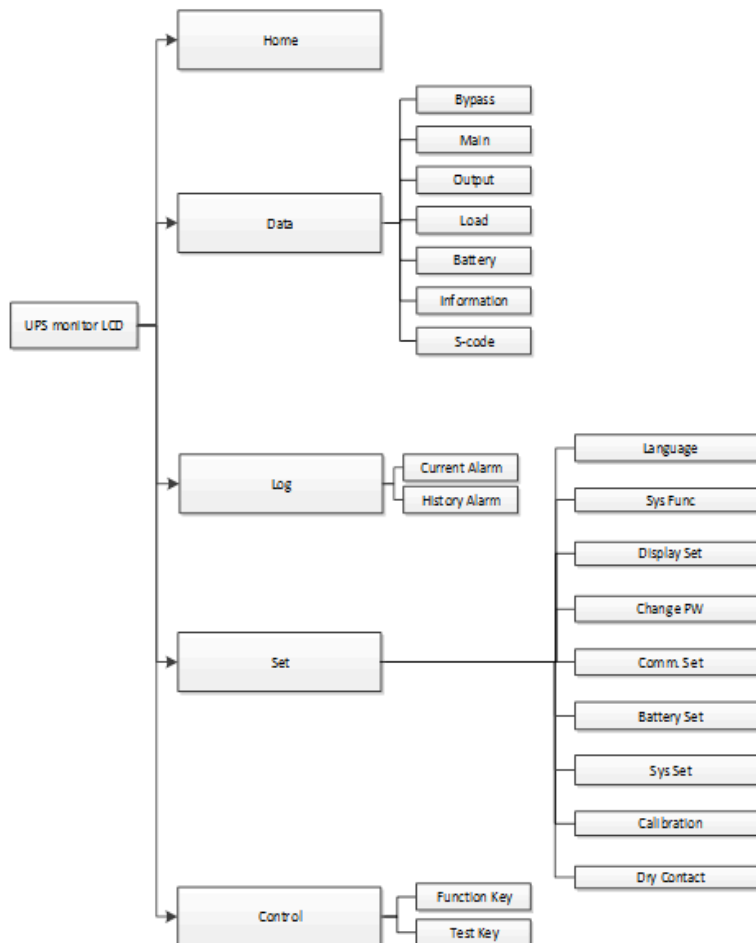 Home
Bypass
Main
Output
Data
Load
Battery
Information
S-code
UPS monitor LCD
Language
Sys Func
Display Set
Change PW
Comm. Set
Battery Set
Sys Set
Calibration
Dry Contact
Log
Current Alarm
History Alarm
Set
Control
Function Key
Test Key